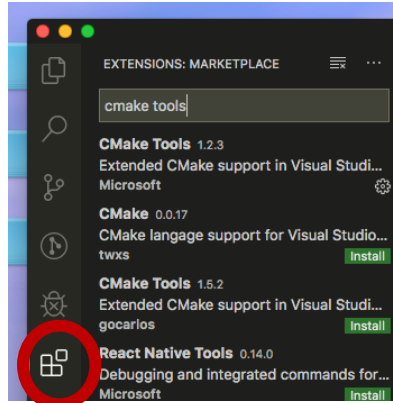 EXTENSIONS: MARKETPLACE
cmake tools
CMake Tools 1.2.3
Extended CMake support in Visual Studi...
Microsoft
CMake 0.0.17
CMake langage support for Visual Studio...
twxs Install
CMake Tools 1.5.2
Extended CMake support in Visual Studi...
gocarlos Install
React Native Tools 0.14.0
Debugging and integrated commands for...
Microsoft Install